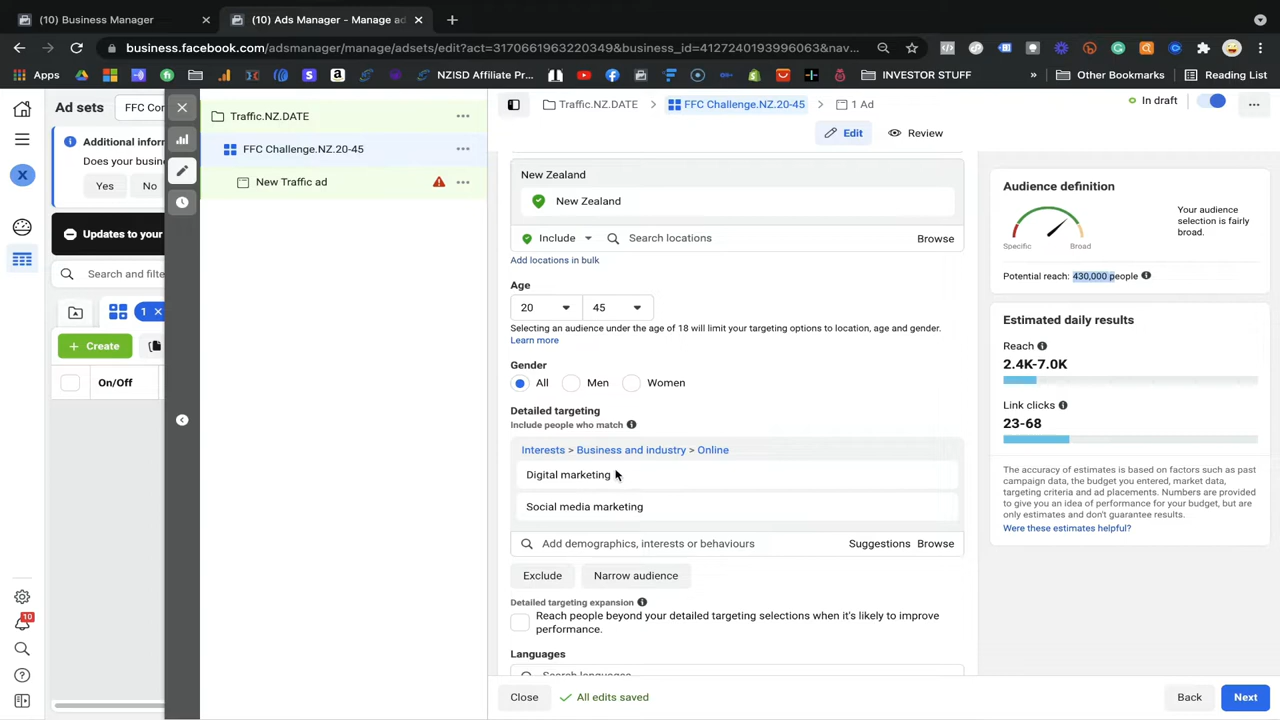 (10) Business Manager
(10) Ads Manager - Manage ad
business.facebook.com/adsmanager/manage/adsets/edit?act=3170661963220349&business_id=4127240193996063&nav...
Apps
NZISD Affiliate Pr...
INVESTOR STUFF
»
Other Bookmarks
Reading List
Ad sets
FFC Cor
Additional inforr
Does your busine
Yes
No
Updates to your
Search and filte
1
Create
On/Off
10
Traffic.NZ.DATE
FFC Challenge.NZ.20-45
New Traffic ad
Traffic.NZ.DATE
FFC Challenge.NZ.20-45
1 Ad
In draft
Edit
Review
New Zealand
New Zealand
Include
Search locations
Browse
Add locations in bulk
Age
20
45
Selecting an audience under the age of 18 will limit your targeting options to location, age and gender.
Learn more
Gender
All
Men
Women
Detailed targeting
Include people who match
Interests > Business and industry > Online
Digital marketing
Social media marketing
Add demographics, interests or behaviours
Suggestions
Browse
Exclude
Narrow audience
Detailed targeting expansion
Reach people beyond your detailed targeting selections when it's likely to improve
performance.
Languages
Close
All edits saved
Back
Next
Audience definition
Specific
Broad
Your audience
selection is fairly
broad.
Potential reach: 430,000 people
Estimated daily results
Reach
2.4K-7.0K
Link clicks
23-68
The accuracy of estimates is based on factors such as past
campaign data, the budget you entered, market data,
targeting criteria and ad placements. Numbers are provided
to give you an idea of performance for your budget, but are
only estimates and don't guarantee results.
Were these estimates helpful?